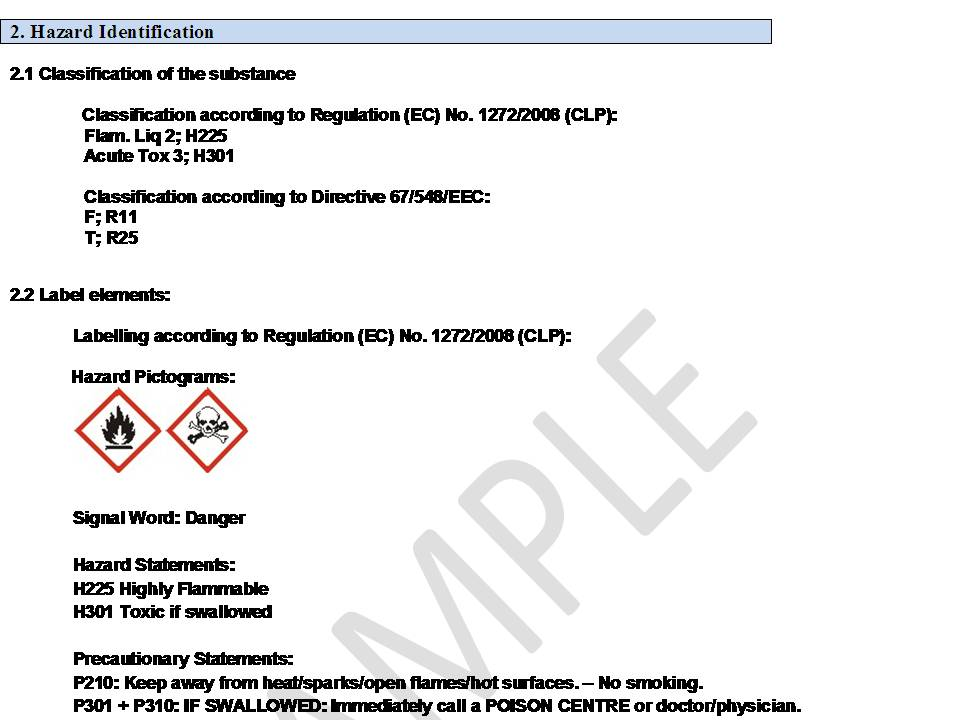 2. Hazard Identification
2.1 Classification of the substance
Classification according to Regulation (EC) No. 1272/2008 (CLP):
Flam. Liq 2; H225
Acute Tox 3; H301
Classification according to Directive 67/548/EEC:
F; R11
T; R25
2.2 Label elements:
Labelling according to Regulation (EC) No. 1272/2008 (CLP):
Hazard Pictograms:
Signal Word: Danger
Hazard Statements:
H225 Highly Flammable
H301 Toxic if swallowed
Precautionary Statements:
P210: Keep away from heat/sparks/open flames/hot surfaces. – No smoking.
P301 + P310: IF SWALLOWED: Immediately call a POISON CENTRE or doctor/physician.
AMPLE